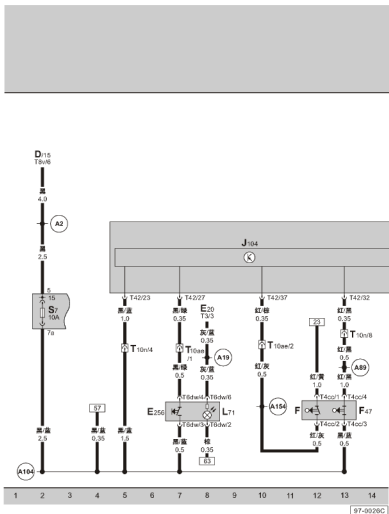 D/15
T8v/6
黑
4.0
A2
黑
2.5
5
15
S7
10A
7a
黑/蓝
2.5
A104
57
黑/蓝
0.35
J104
K
T42/23
黑/蓝
1.0
T10n/4
黑/蓝
1.5
T42/27
黑/绿
0.35
T10ae
/1
黑/绿
0.5
T6dw/4
E256
T6dw/3
黑/蓝
0.5
E20
T3/3
灰/蓝
0.35
A19
灰/蓝
0.35
T6dw/6
L71
T6dw/2
棕
0.35
63
T42/37
红/棕
0.35
T10ae/2
红/灰
0.5
A154
23
红/黄
1.0
T4cc/1
F
T4cc/2
红/灰
0.5
T42/32
红/黑
0.35
T10n/8
红/黑
0.5
A89
红/黑
1.0
T4cc/4
F47
T4cc/3
黑/蓝
0.5
1 2 3 4 5 6 7 8 9 10 11 12 13 14
97-0026C